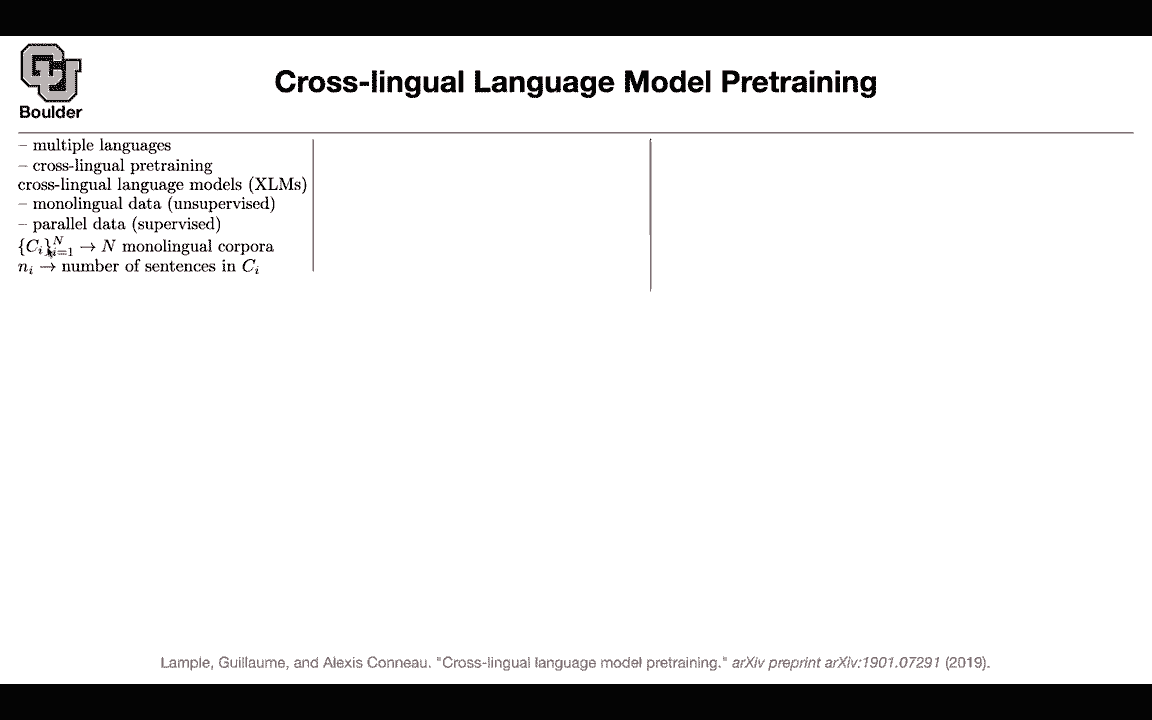 Boulder
Cross-lingual Language Model Pretraining
– multiple languages
– cross-lingual pretraining
cross-lingual language models (XLMs)
– monolingual data (unsupervised)
– parallel data (supervised)
$\{C_i\}_{i=1}^N \to N$ monolingual corpora
$n_i \to$ number of sentences in $C_i$
Lample, Guillaume, and Alexis Conneau. "Cross-lingual language model pretraining." arXiv preprint arXiv:1901.07291 (2019).